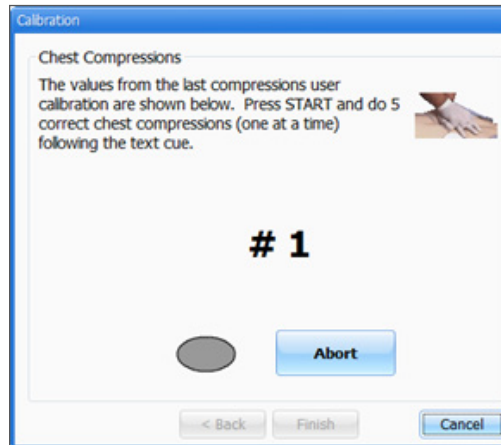 Calibration
Chest Compressions
The values from the last compressions user
calibration are shown below. Press START and do 5
correct chest compressions (one at a time)
following the text cue.
# 1
Abort
< Back
Finish
Cancel